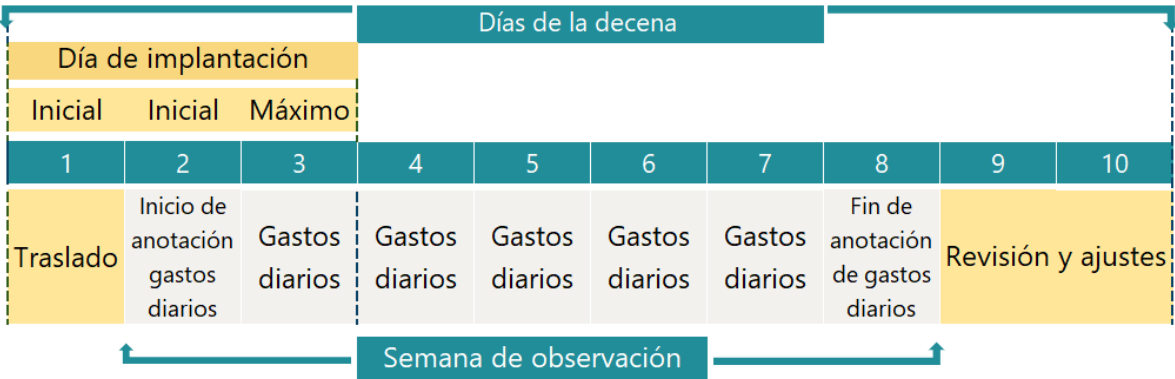 Días de la decena
Día de implantación
Inicial Inicial Máximo
1 2 3 4 5 6 7 8 9 10
Traslado
Inicio de
anotación
gastos
diarios
Gastos
diarios
Gastos
diarios
Gastos
diarios
Gastos
diarios
Gastos
diarios
Fin de
anotación
de gastos
diarios
Revisión y ajustes
Semana de observación